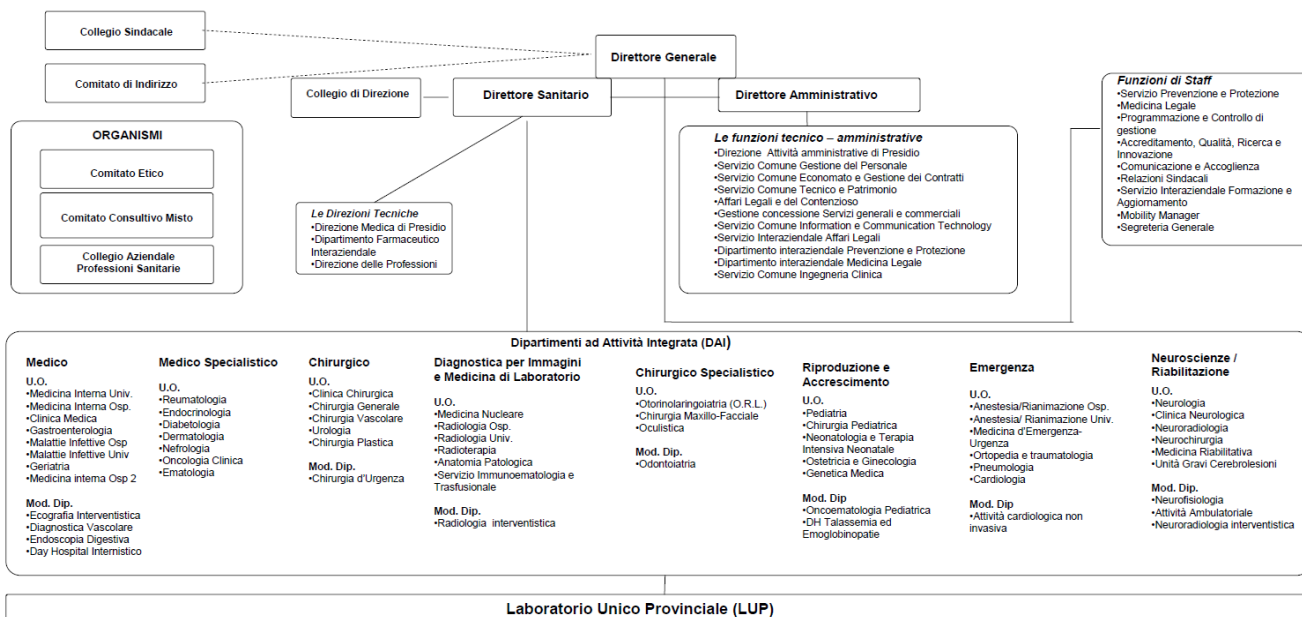 Collegio Sindacale
Direttore Generale
Comitato di Indirizzo
Collegio di Direzione
Direttore Sanitario
Direttore Amministrativo
Funzioni di Staff
•Servizio Prevenzione e Protezione
•Medicina Legale
•Programmazione e Controllo di
gestione
•Accreditamento, Qualità, Ricerca e
Innovazione
•Comunicazione e Accoglienza
•Relazioni Sindacali
•Servizio Interaziendale Formazione e
Aggiornamento
•Mobility Manager
•Segreteria Generale
ORGANISMI
Comitato Etico
Comitato Consultivo Misto
Collegio Aziendale
Professioni Sanitarie
Le Direzioni Tecniche
•Direzione Medica di Presidio
•Dipartimento Farmaceutico
Interaziendale
•Direzione delle Professioni
Le funzioni tecnico – amministrative
•Direzione Attività amministrative di Presidio
•Servizio Comune Gestione del Personale
•Servizio Comune Economato e Gestione dei Contratti
•Servizio Comune Tecnico e Patrimonio
•Affari Legali e del Contenzioso
•Gestione concessione Servizi generali e commerciali
•Servizio Comune Information e Communication Technology
•Servizio Interaziendale Affari Legali
•Dipartimento interaziendale Prevenzione e Protezione
•Dipartimento interaziendale Medicina Legale
•Servizio Comune Ingegneria Clinica
Dipartimenti ad Attività Integrata (DAI)
Medico
U.O.
•Medicina Interna Univ.
•Medicina Interna Osp.
•Clinica Medica
•Gastroenterologia
•Malattie Infettive Osp
•Malattie Infettive Univ
•Geriatria
•Medicina interna Osp 2
Mod. Dip.
•Ecografia Interventistica
•Diagnostica Vascolare
•Endoscopia Digestiva
•Day Hospital Internistico
Medico Specialistico
U.O.
•Reumatologia
•Endocrinologia
•Diabetologia
•Dermatologia
•Nefrologia
•Oncologia Clinica
•Ematologia
Chirurgico
U.O.
•Clinica Chirurgica
•Chirurgia Generale
•Chirurgia Vascolare
•Urologia
•Chirurgia Plastica
Mod. Dip.
•Chirurgia d'Urgenza
Diagnostica per Immagini
e Medicina di Laboratorio
U.O.
•Medicina Nucleare
•Radiologia Osp.
•Radiologia Univ.
•Radioterapia
•Anatomia Patologica
•Servizio Immunoematologia e
Trasfusionale
Mod. Dip.
•Radiologia interventistica
Chirurgico Specialistico
U.O.
•Otorinolaringoiatria (O.R.L.)
•Chirurgia Maxillo-Facciale
•Oculistica
Mod. Dip.
•Odontoiatria
Riproduzione e
Accrescimento
U.O.
•Pediatria
•Chirurgia Pediatrica
•Neonatologia e Terapia
Intensiva Neonatale
•Ostetricia e Ginecologia
•Genetica Medica
Mod. Dip
•Oncoematologia Pediatrica
•DH Talassemia ed
Emoglobinopatie
Emergenza
U.O.
•Anestesia/Rianimazione Osp.
•Anestesia/ Rianimazione Univ.
•Medicina d'Emergenza-
Urgenza
•Ortopedia e traumatologia
•Pneumologia
•Cardiologia
Mod. Dip
•Attività cardiologica non
invasiva
Neuroscienze /
Riabilitazione
U.O.
•Neurologia
•Clinica Neurologica
•Neuroradiologia
•Neurochirurgia
•Medicina Riabilitativa
•Unità Gravi Cerebrolesioni
Mod. Dip.
•Neurofisiologia
•Attività Ambulatoriale
•Neuroradiologia interventistica
Laboratorio Unico Provinciale (LUP)